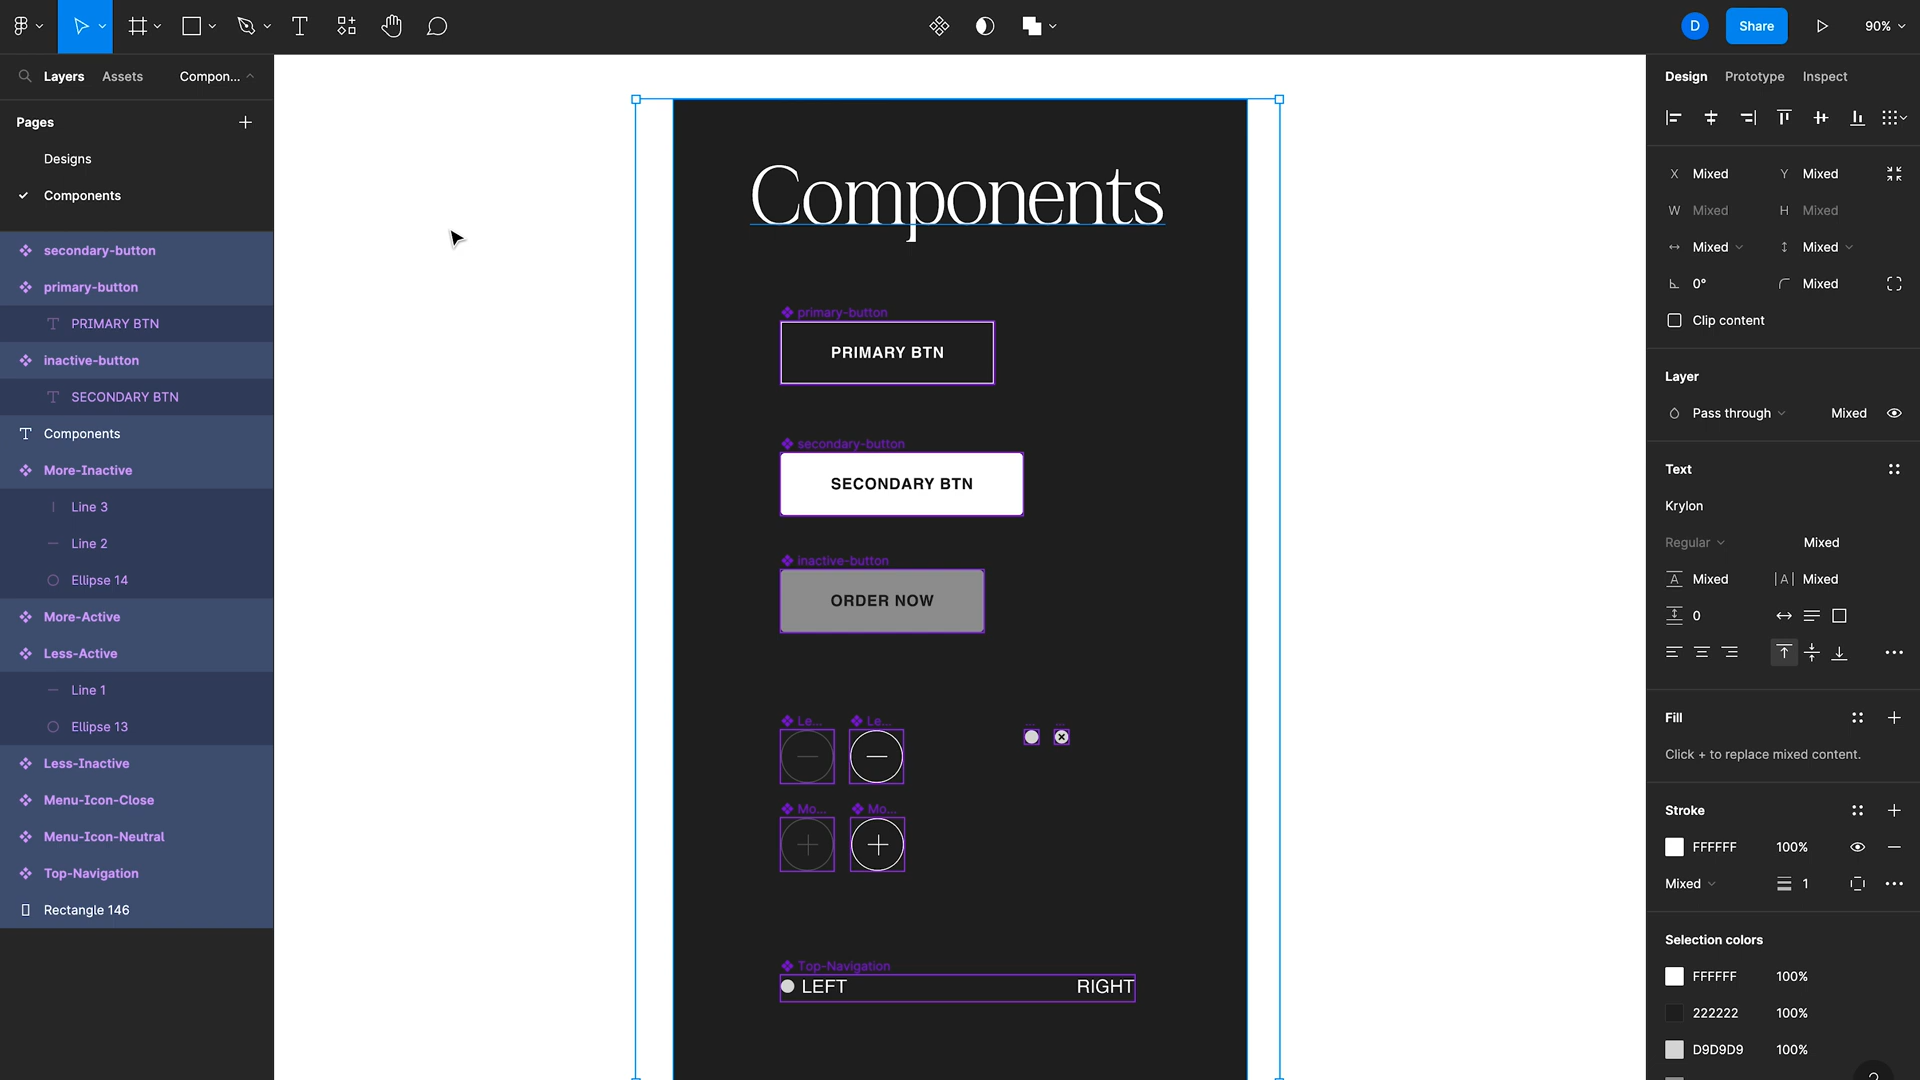 D
Share
90%
Layers
Assets
Compon...
Pages
Designs
Components
secondary-button
primary-button
PRIMARY BTN
inactive-button
SECONDARY BTN
Components
More-Inactive
Line 3
Line 2
Ellipse 14
More-Active
Less-Active
Line 1
Ellipse 13
Less-Inactive
Menu-Icon-Close
Menu-Icon-Neutral
Top-Navigation
Rectangle 146
Components
primary-button
PRIMARY BTN
secondary-button
SECONDARY BTN
inactive-button
ORDER NOW
Le...
Le...
...
...
Mo...
Mo...
Top-Navigation
LEFT
RIGHT
Design
Prototype
Inspect
X Mixed
Y Mixed
W Mixed
H Mixed
Mixed
Mixed
0°
Mixed
Clip content
Layer
Pass through
Mixed
Text
Krylon
Regular
Mixed
A Mixed
|A| Mixed
0
Fill
Click + to replace mixed content.
Stroke
FFFFFF 100%
Mixed
1
Selection colors
FFFFFF 100%
222222 100%
D9D9D9 100%
?